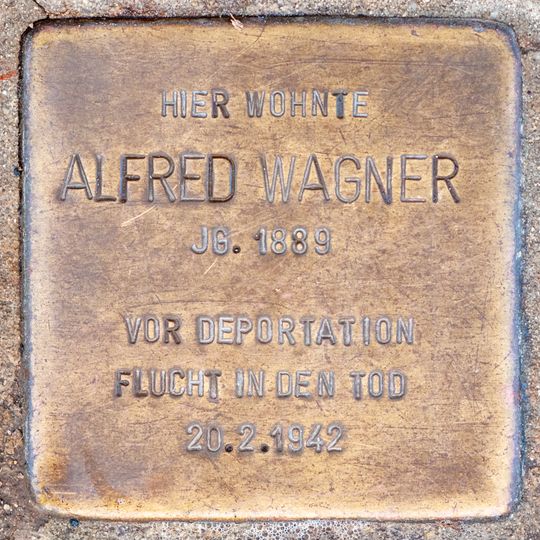 HIER WOHNTE
ALFRED WAGNER
JG. 1889
VOR DEPORTATION
FLUCHT IN DEN TOD
20.2.1942